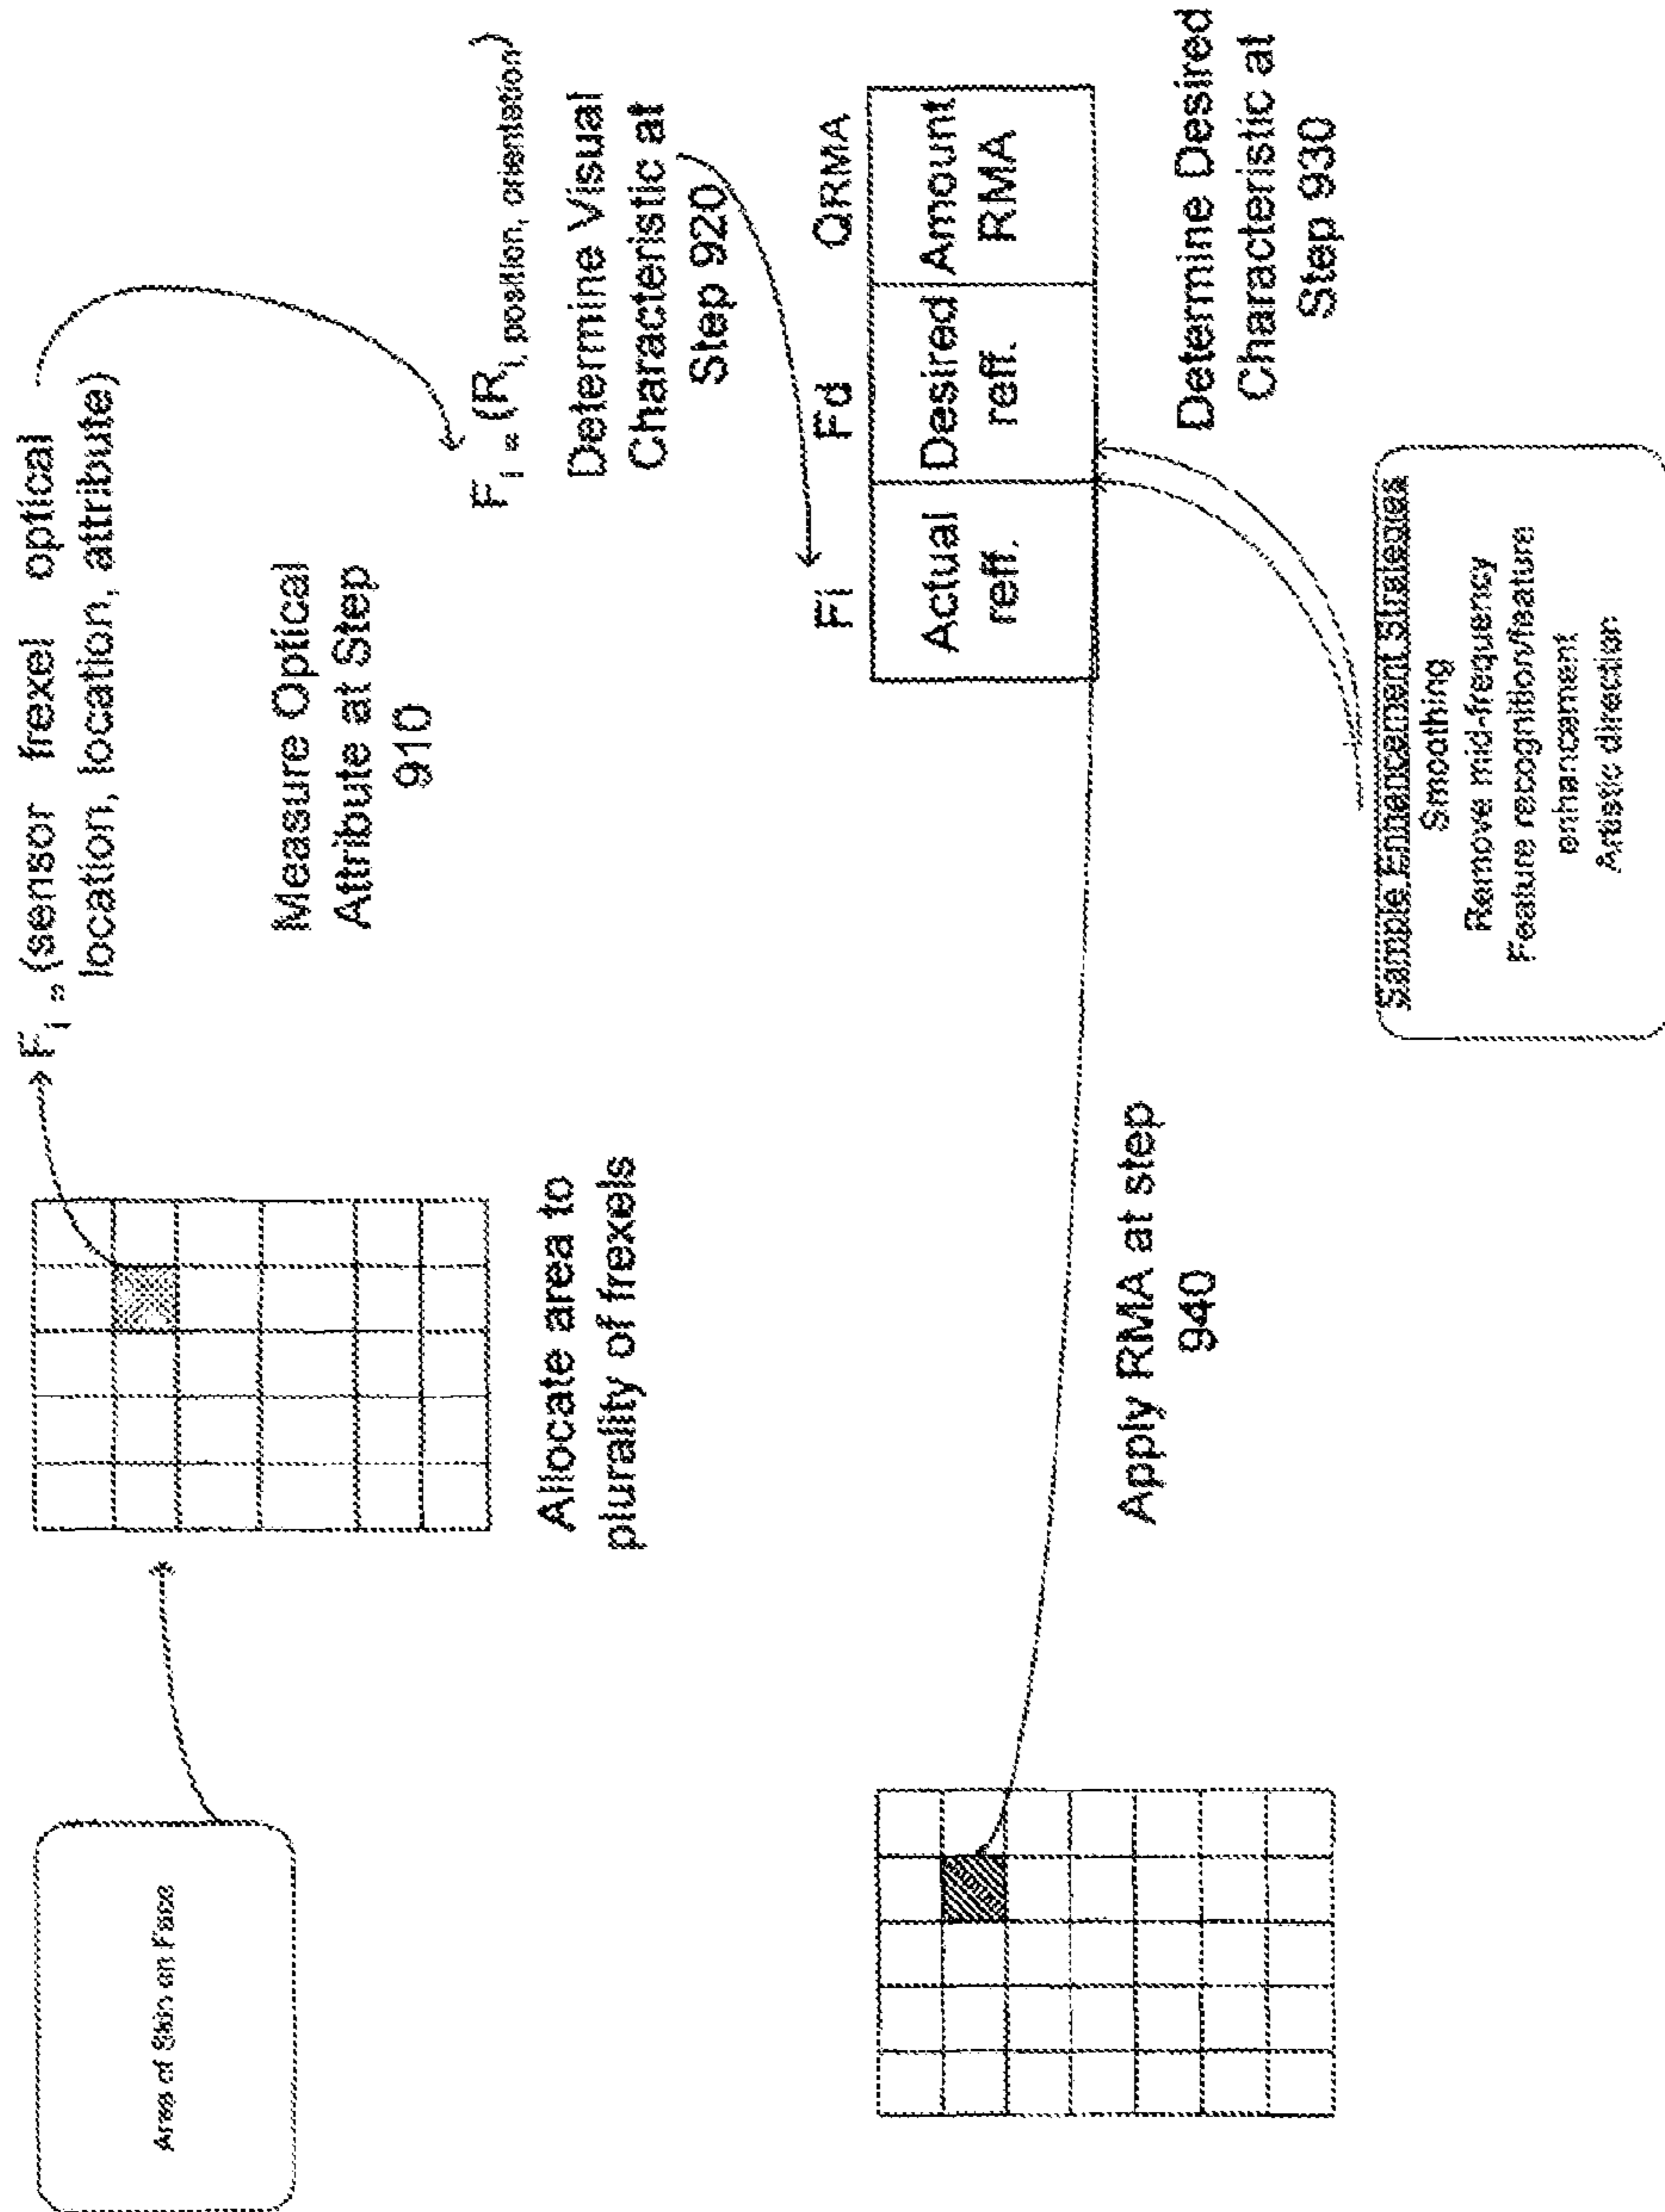 Area of Skin on Face
Allocate area to
plurality of frexels
F i = (sensor frexel optical
location, location, attribute)
Measure Optical
Attribute at Step
910
F i = (R i, position, orientation)
Determine Visual
Characteristic at
Step 920
Fi Fd QRMA
Actual Desired Amount
reff. reff. RMA
Determine Desired
Characteristic at
Step 930
Sample Enhancement Strategies
Smoothing
Remove mid-frequency
Feature recognition/feature
enhancement
Artistic direction
Apply RMA at step
940